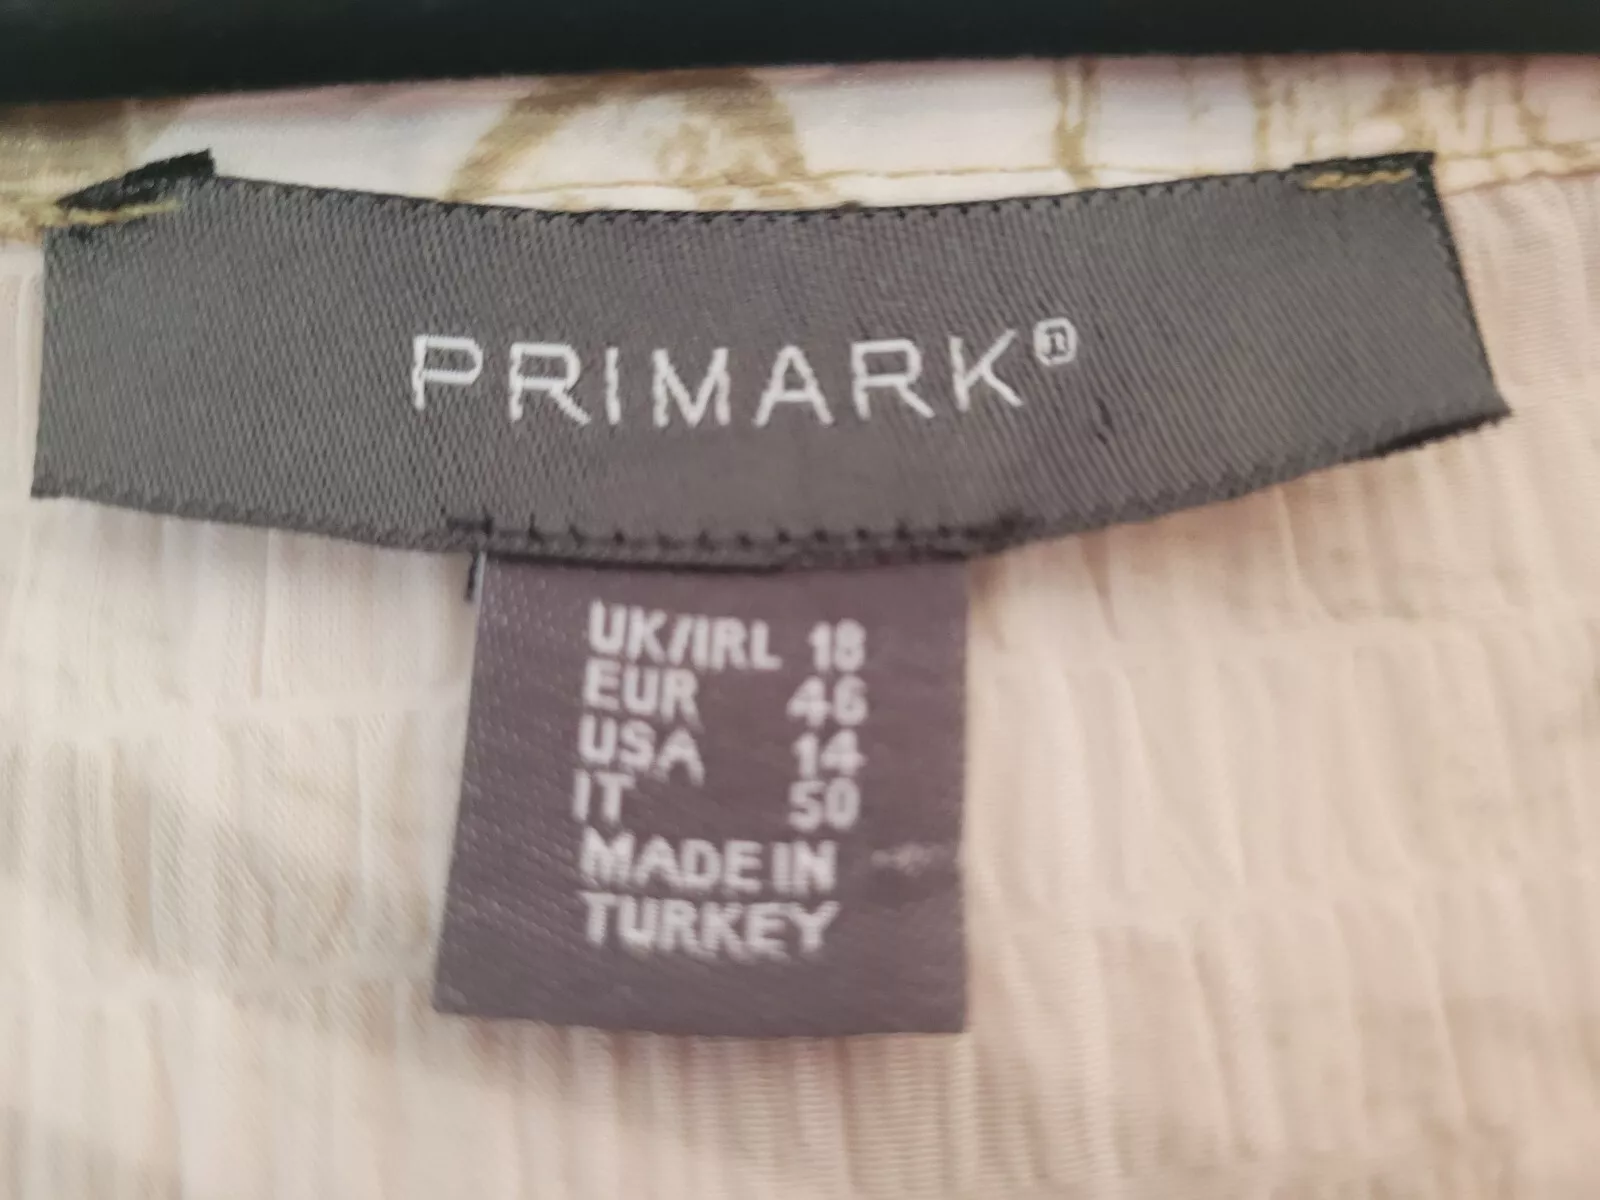 PRIMARK®
UK/IRL 18
EUR 46
USA 14
IT 50
MADE IN
TURKEY